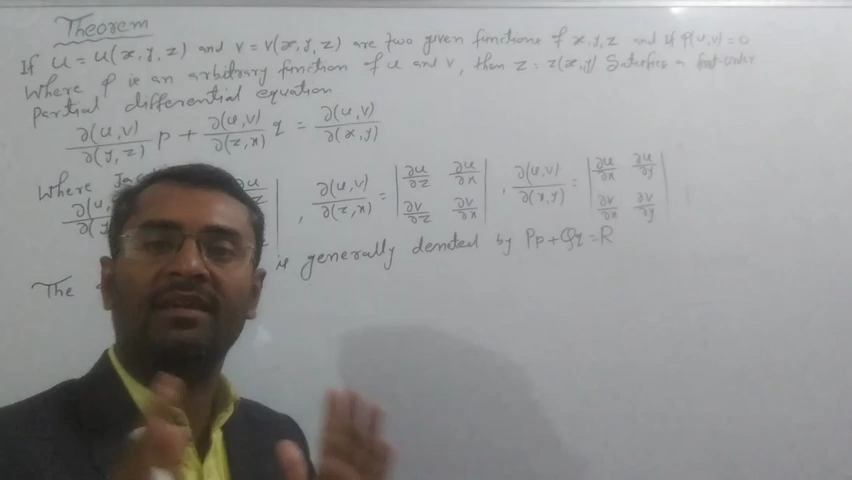 Theorem
If u = u(x, y, z) and v = v(x, y, z) are two given functions of x, y, z and if φ(u, v) = 0
Where φ is an arbitrary function of u and v, then z = z(x, y) Satisfies a first-order
Partial differential equation
∂(u, v)/∂(y, z) p + ∂(u, v)/∂(z, x) q = ∂(u, v)/∂(x, y)
Where
, ∂(u, v)/∂(z, x) = | ∂u/∂z ∂u/∂x ; ∂v/∂z ∂v/∂x | , ∂(u, v)/∂(x, y) = | ∂u/∂x ∂u/∂y ; ∂v/∂x ∂v/∂y |
The is generally denoted by Pp + Qq = R